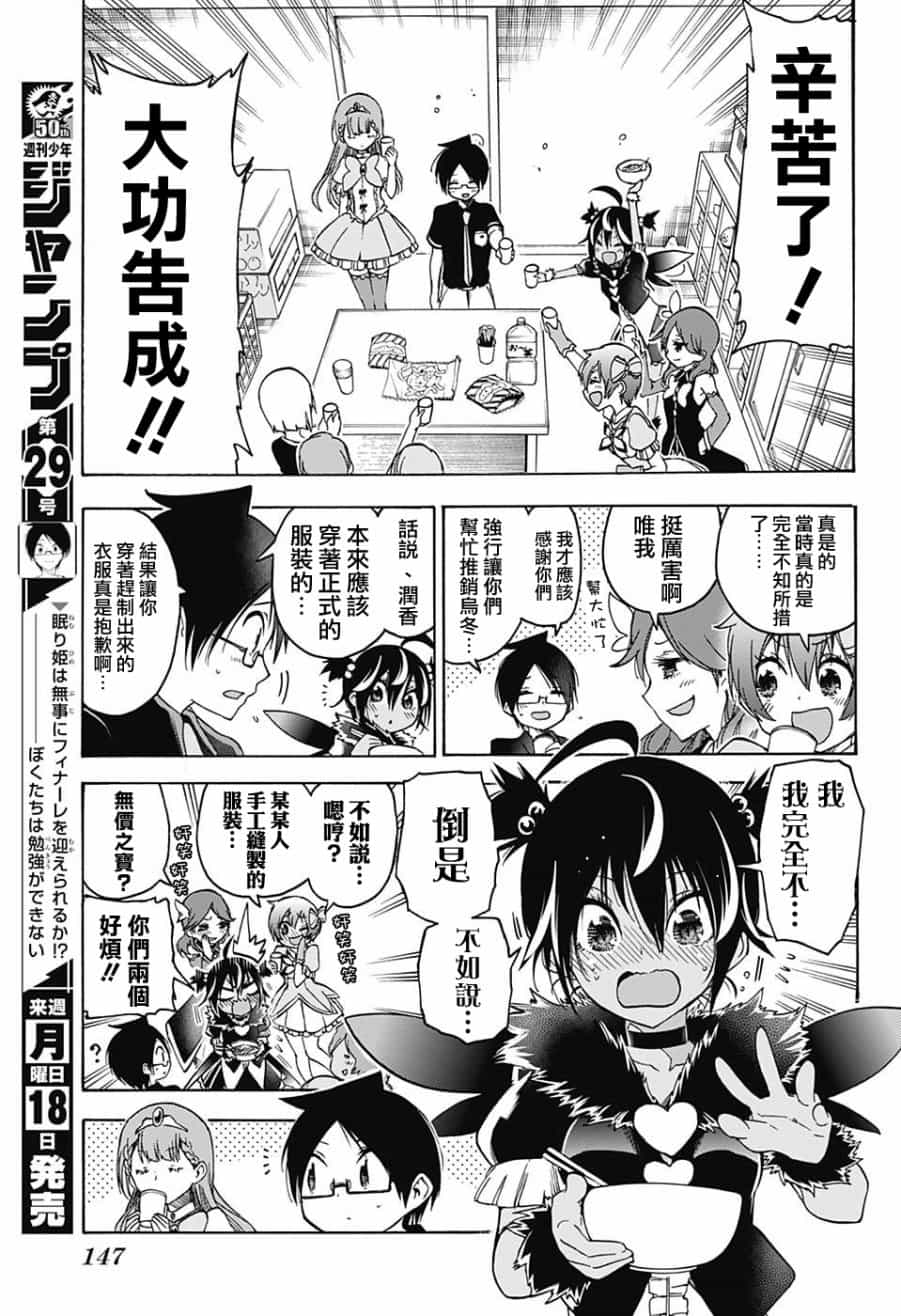 辛苦了！
大功告成！！
真是的
當時真的是
完全不知所措
了⋯⋯
挺厲害啊
唯我
幫大忙了
我才應該
感謝你們
強行讓你們
幫忙推銷烏冬⋯
話說、潤香
本來應該
穿著正式的
服裝的⋯
結果讓你
穿著趕制出來的
衣服真是抱歉啊⋯
我
我完全不⋯
倒是
不如說⋯
不如說⋯
嗯哼？
某某人
手工縫製的
服裝⋯
無價之寶？
奸笑奸笑
奸笑奸笑
你們兩個
好煩！！
？
お〜い茶
50th
週刊少年
ジャンプ
第
29
号
▼眠り姫は無事にフィナーレを迎えられるか!?
――ぼくたちは勉強ができない
来週
月
曜日
18
日
発売
147